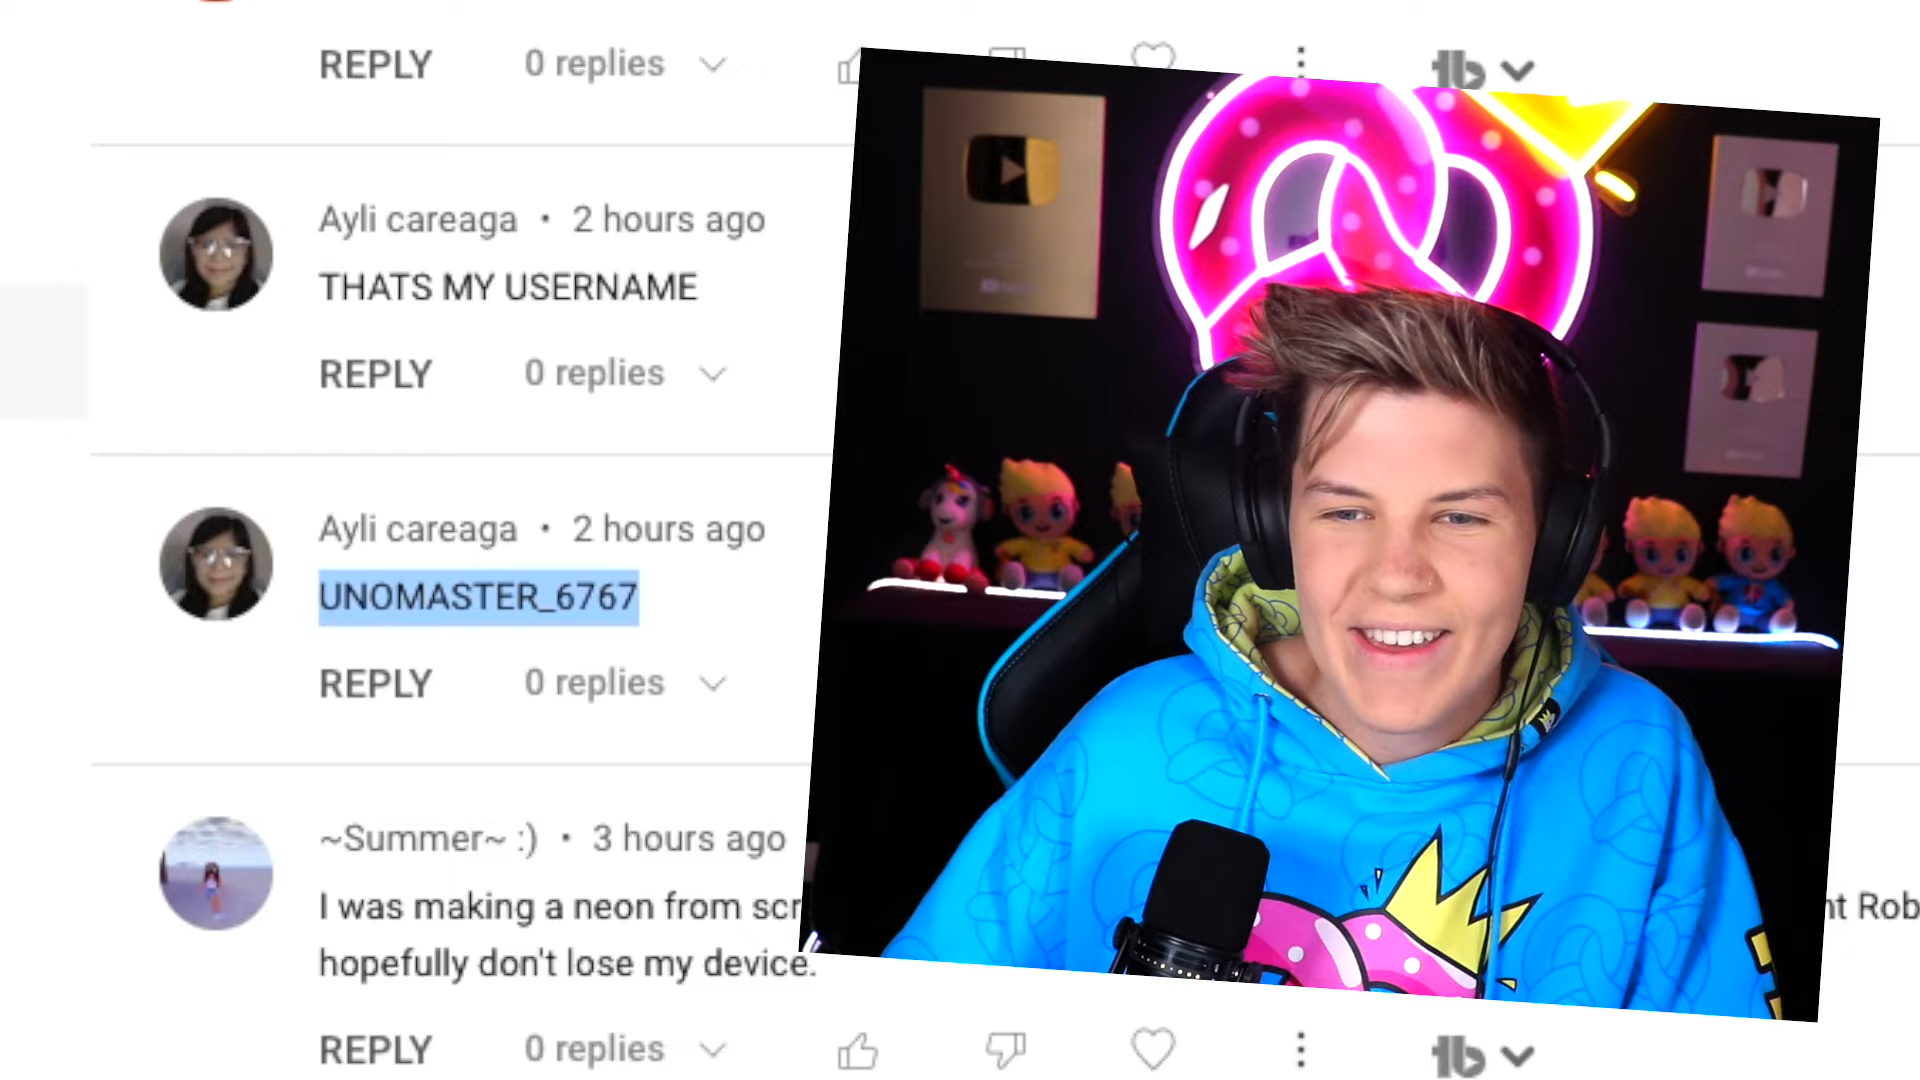 REPLY 0 replies
Ayli careaga • 2 hours ago
THATS MY USERNAME
REPLY 0 replies
Ayli careaga • 2 hours ago
UNOMASTER_6767
REPLY 0 replies
~Summer~ :) • 3 hours ago
I was making a neon from scr nt Rob
hopefully don't lose my device.
REPLY 0 replies